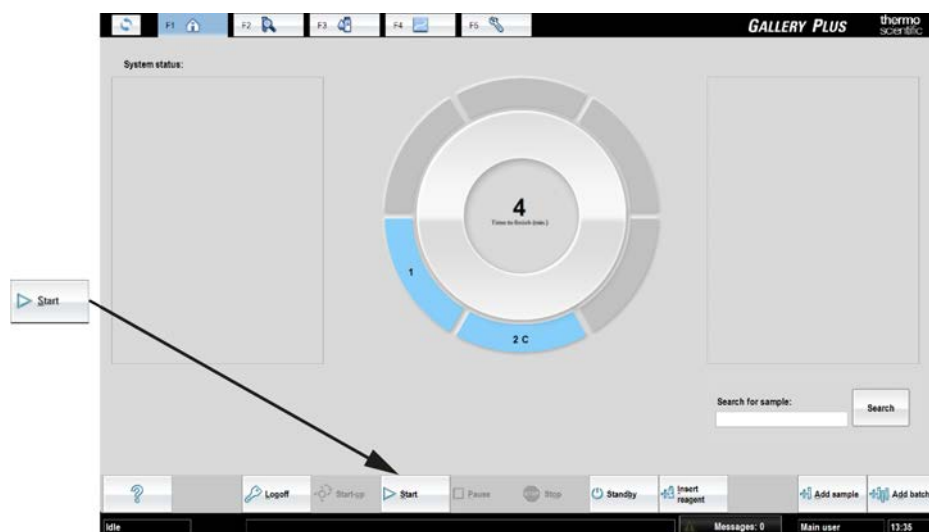 F1
F2
F3
F4
F5
GALLERY PLUS
thermo
scientific
System status:
4
Time to finish (min.)
1
2 C
Start
Search for sample:
Search
?
Logoff
Start-up
Start
Pause
STOP
Stop
Standby
Insert
reagent
Add sample
Add batch
Idle
Messages: 0
Main user
13:35